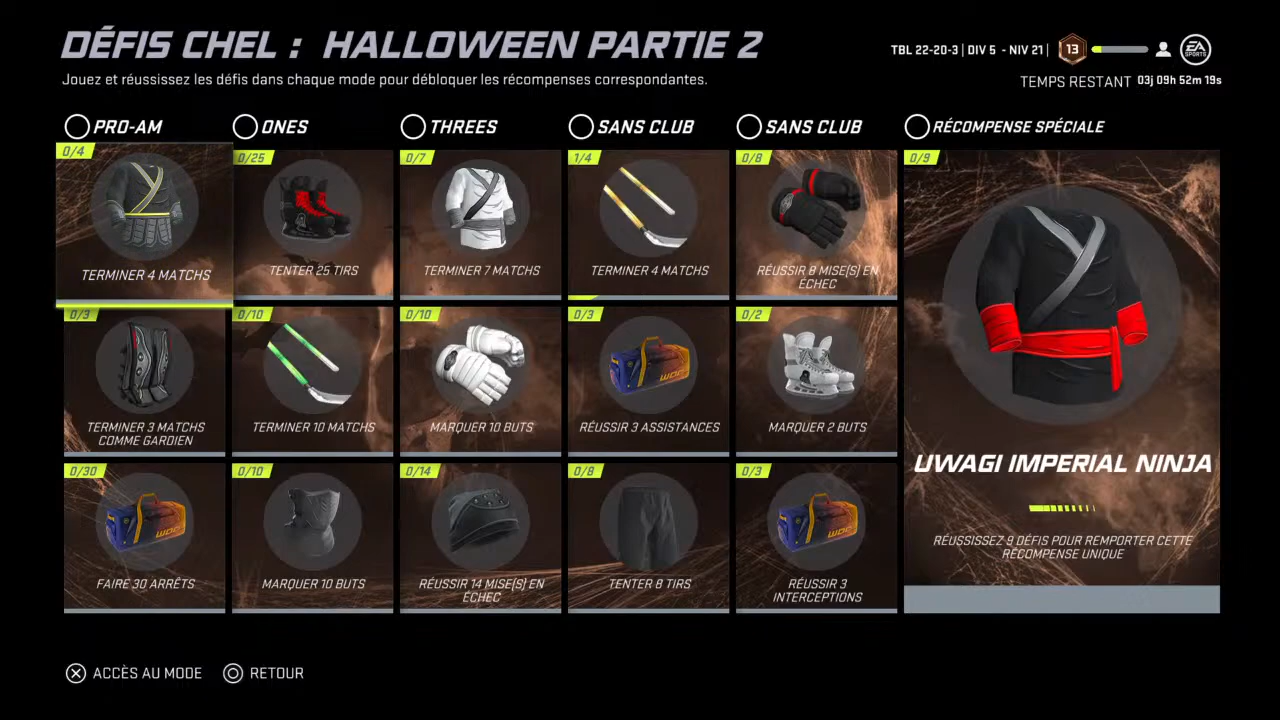 DÉFIS CHEL : HALLOWEEN PARTIE 2
Jouez et réussissez les défis dans chaque mode pour débloquer les récompenses correspondantes.
TBL 22-20-3 | DIV 5 - NIV 21 |
13
EA SPORTS
TEMPS RESTANT 03j 09h 52m 19s
PRO-AM
ONES
THREES
SANS CLUB
SANS CLUB
RÉCOMPENSE SPÉCIALE
0/4
TERMINER 4 MATCHS
0/25
TENTER 25 TIRS
0/7
TERMINER 7 MATCHS
1/4
TERMINER 4 MATCHS
0/8
RÉUSSIR 8 MISE(S) EN
ÉCHEC
0/3
TERMINER 3 MATCHS
COMME GARDIEN
0/10
TERMINER 10 MATCHS
0/10
MARQUER 10 BUTS
0/3
WOC
RÉUSSIR 3 ASSISTANCES
0/2
MARQUER 2 BUTS
0/30
WOC
FAIRE 30 ARRÊTS
0/10
MARQUER 10 BUTS
0/14
RÉUSSIR 14 MISE(S) EN
ÉCHEC
0/8
TENTER 8 TIRS
0/3
WOC
RÉUSSIR 3
INTERCEPTIONS
0/9
UWAGI IMPERIAL NINJA
RÉUSSISSEZ 9 DÉFIS POUR REMPORTER CETTE
RÉCOMPENSE UNIQUE
ACCÈS AU MODE
RETOUR